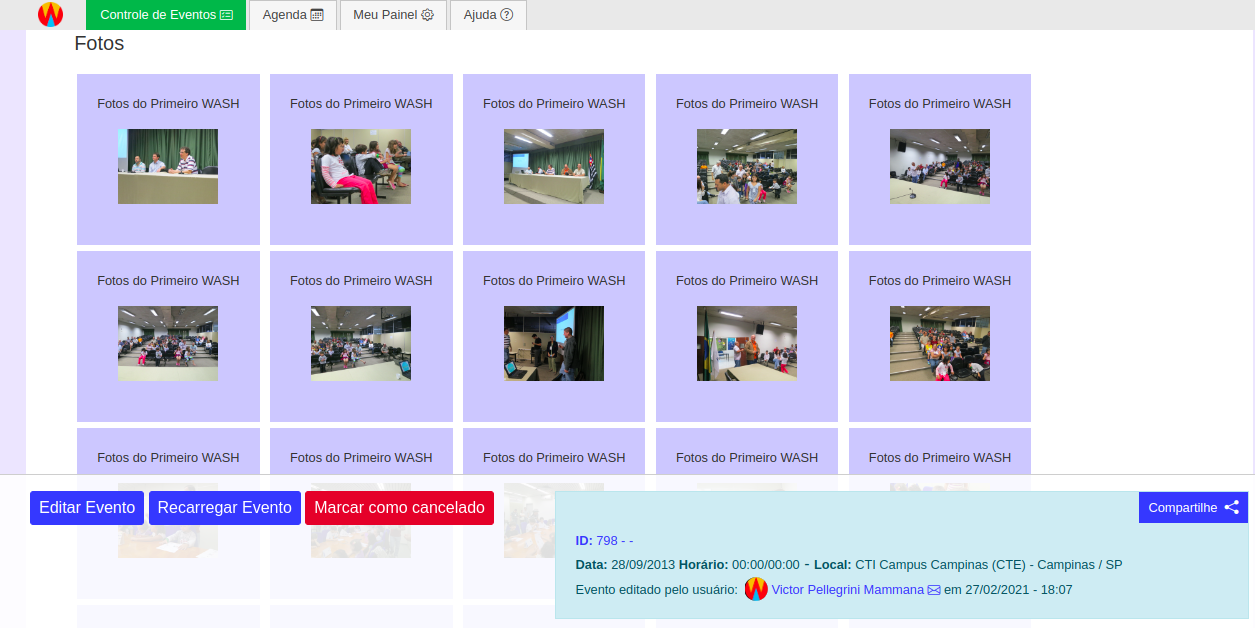 Controle de Eventos Agenda Meu Painel Ajuda
Fotos
Fotos do Primeiro WASH Fotos do Primeiro WASH Fotos do Primeiro WASH Fotos do Primeiro WASH Fotos do Primeiro WASH
Fotos do Primeiro WASH Fotos do Primeiro WASH Fotos do Primeiro WASH Fotos do Primeiro WASH Fotos do Primeiro WASH
Fotos do Primeiro WASH Fotos do Primeiro WASH Fotos do Primeiro WASH Fotos do Primeiro WASH Fotos do Primeiro WASH
Editar Evento Recarregar Evento Marcar como cancelado
Compartilhe
ID: 798 - -
Data: 28/09/2013 Horário: 00:00/00:00 - Local: CTI Campus Campinas (CTE) - Campinas / SP
Evento editado pelo usuário: Victor Pellegrini Mammana em 27/02/2021 - 18:07